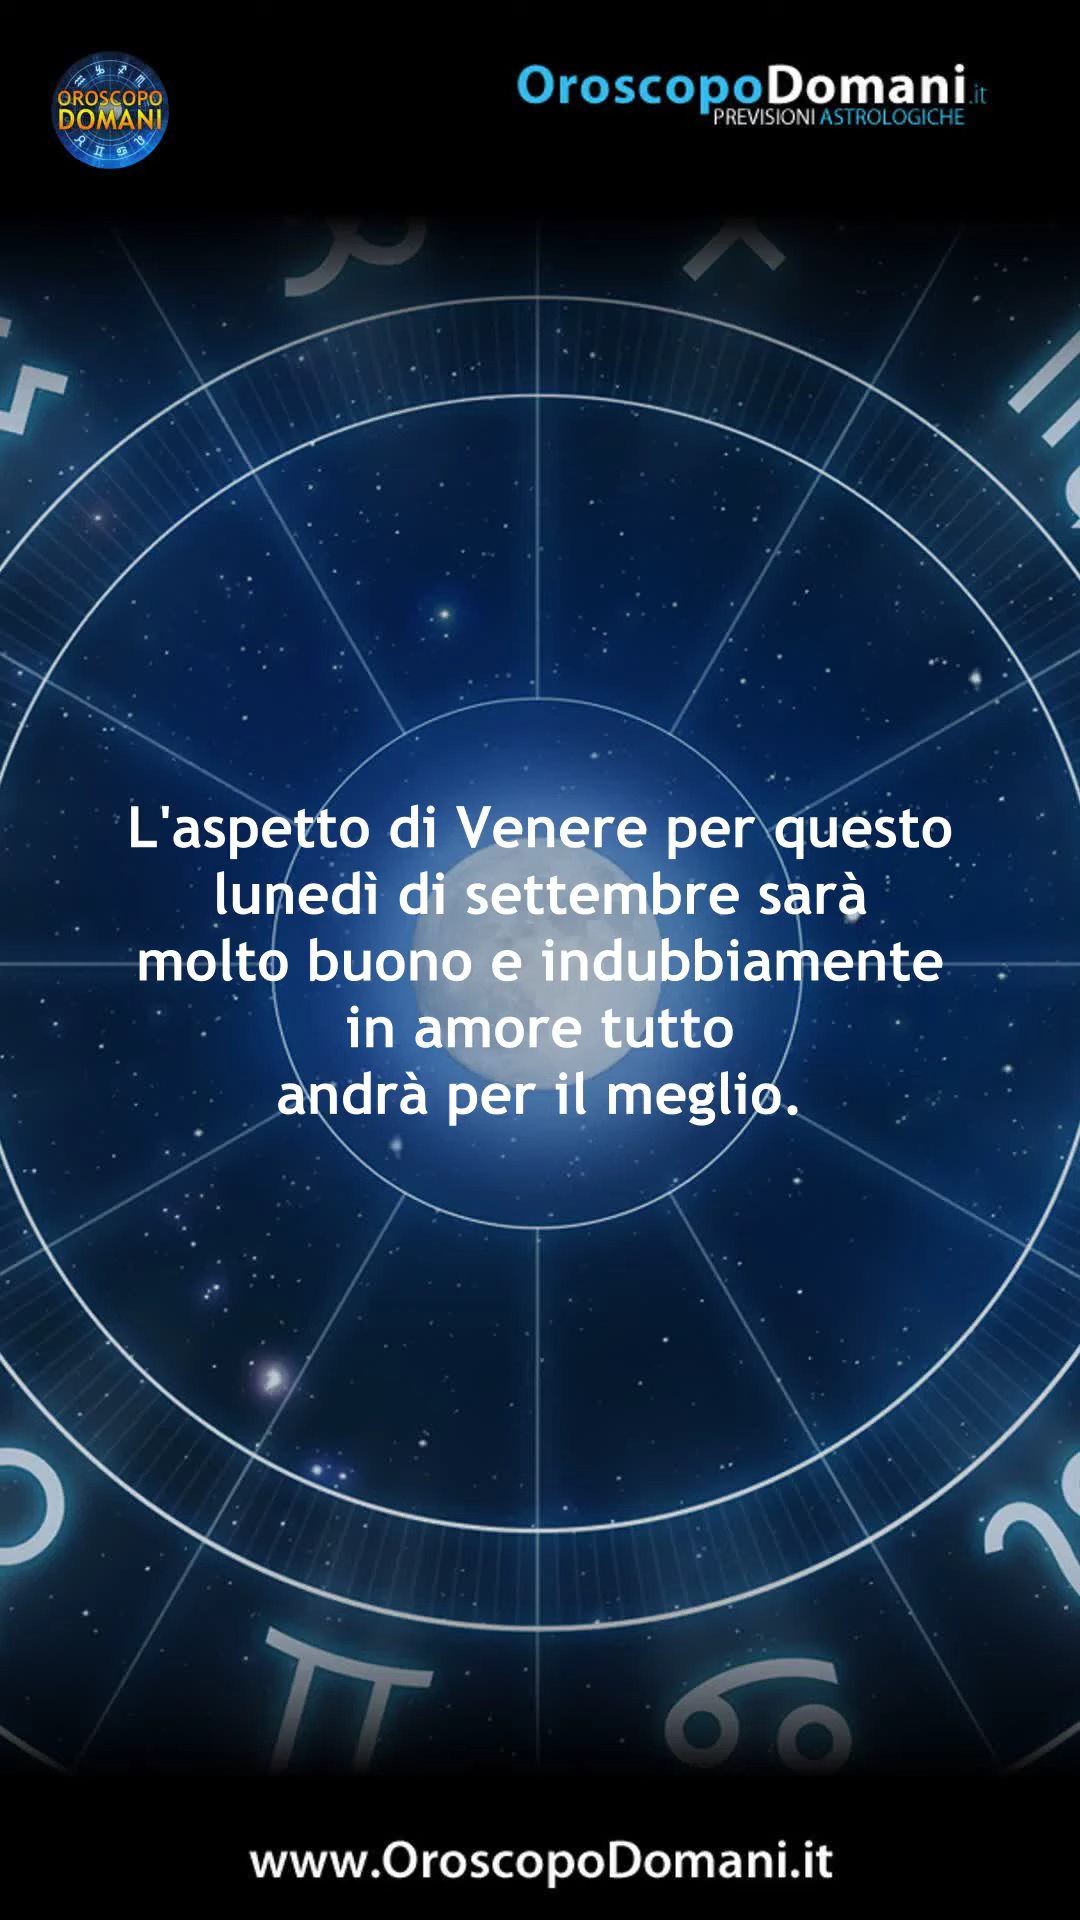 OROSCOPO
DOMANI
OroscopoDomani.it
PREVISIONI ASTROLOGICHE
L'aspetto di Venere per questo
lunedì di settembre sarà
molto buono e indubbiamente
in amore tutto
andrà per il meglio.
www.OroscopoDomani.it